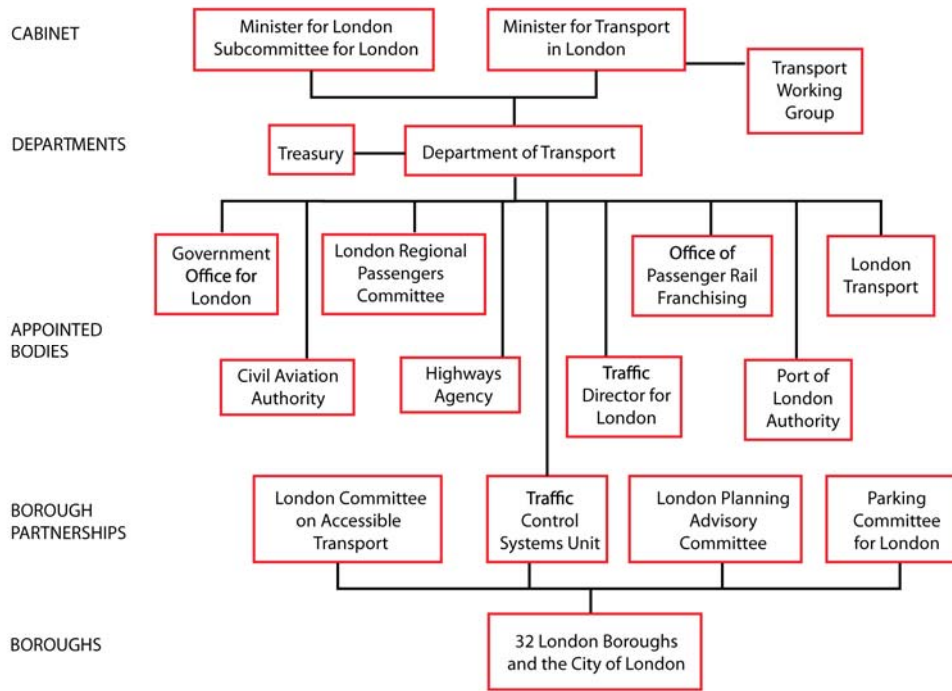 CABINET
Minister for London
Subcommittee for London
Minister for Transport
in London
Transport
Working
Group
DEPARTMENTS
Treasury
Department of Transport
Government
Office for
London
London Regional
Passengers
Committee
Office of
Passenger Rail
Franchising
London
Transport
APPOINTED
BODIES
Civil Aviation
Authority
Highways
Agency
Traffic
Director for
London
Port of
London
Authority
BOROUGH
PARTNERSHIPS
London Committee
on Accessible
Transport
Traffic
Control
Systems Unit
London Planning
Advisory
Committee
Parking
Committee
for London
BOROUGHS
32 London Boroughs
and the City of London